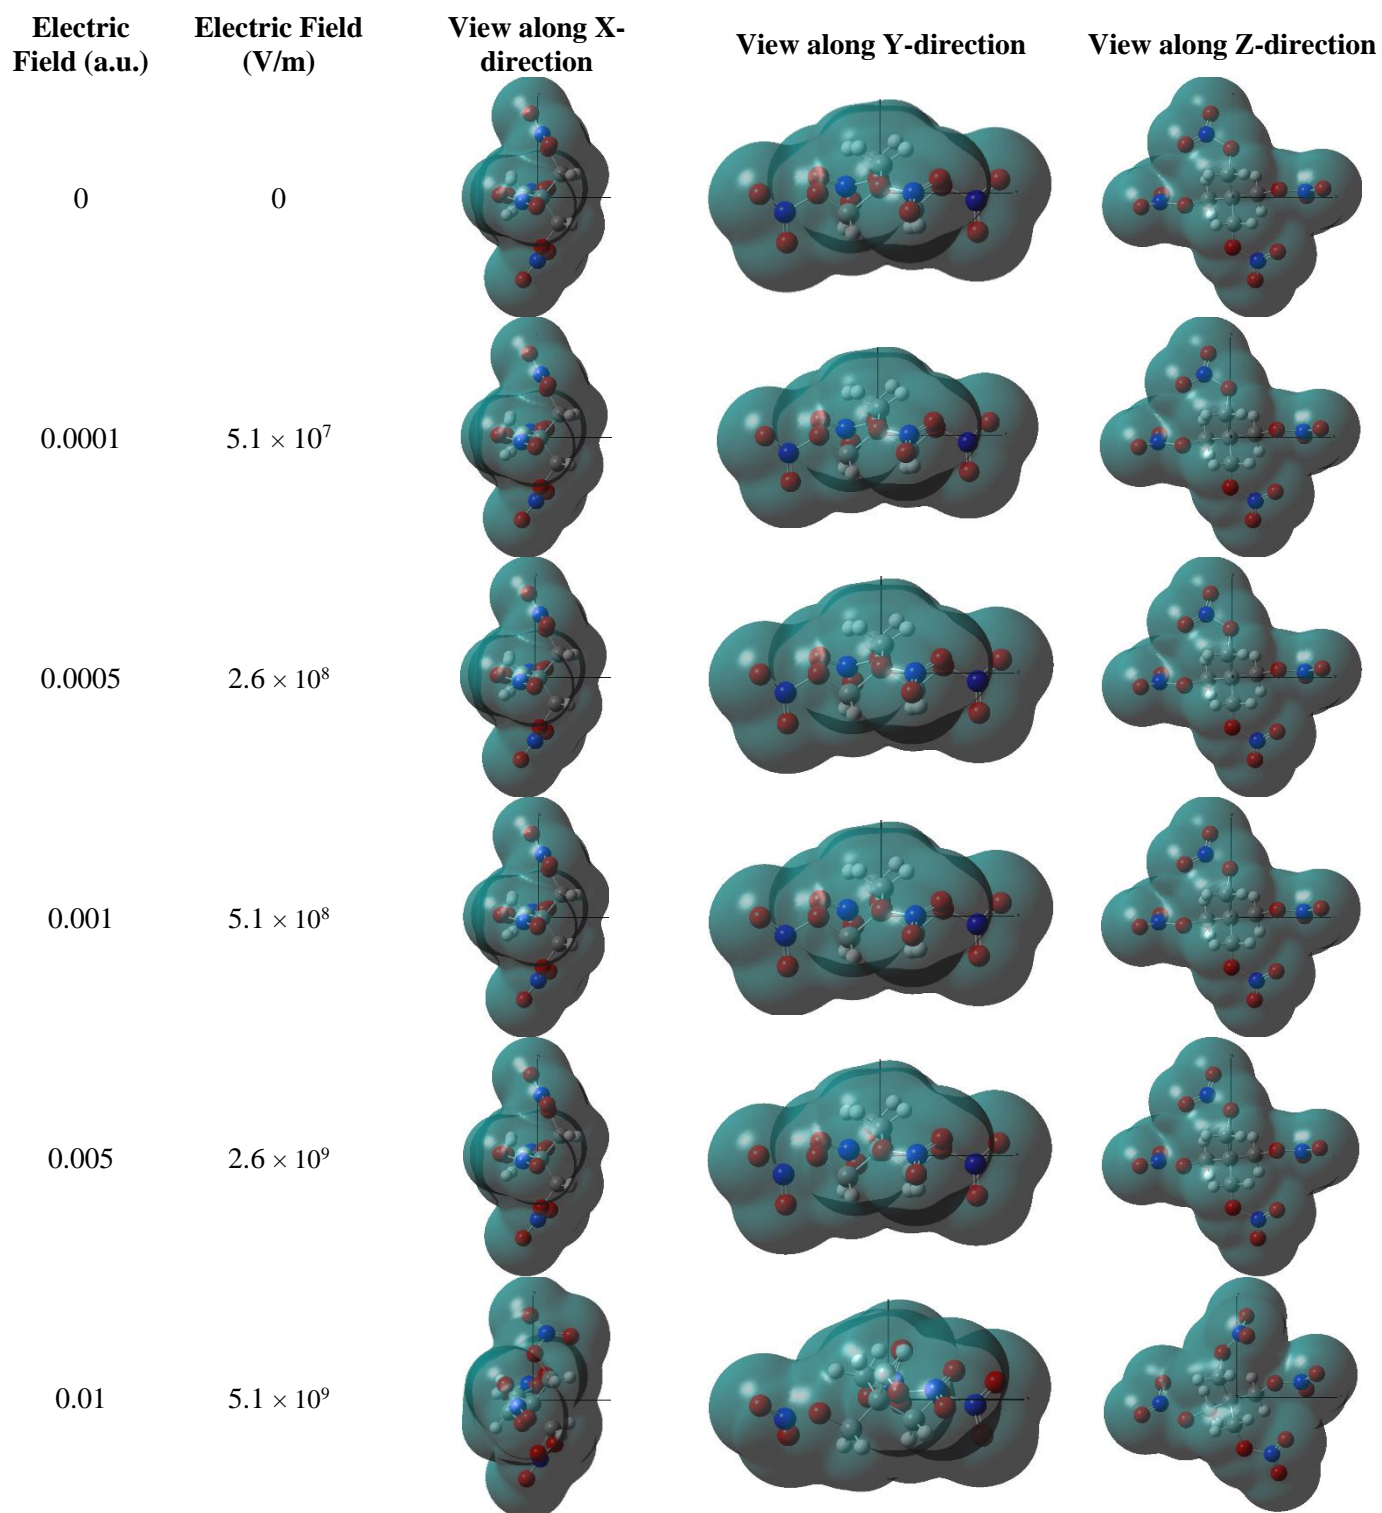 Electric Field (a.u.)
Electric Field (V/m)
View along X-direction
View along Y-direction
View along Z-direction
0 0
0.0001 5.1 × 10⁷
0.0005 2.6 × 10⁸
0.001 5.1 × 10⁸
0.005 2.6 × 10⁹
0.01 5.1 × 10⁹